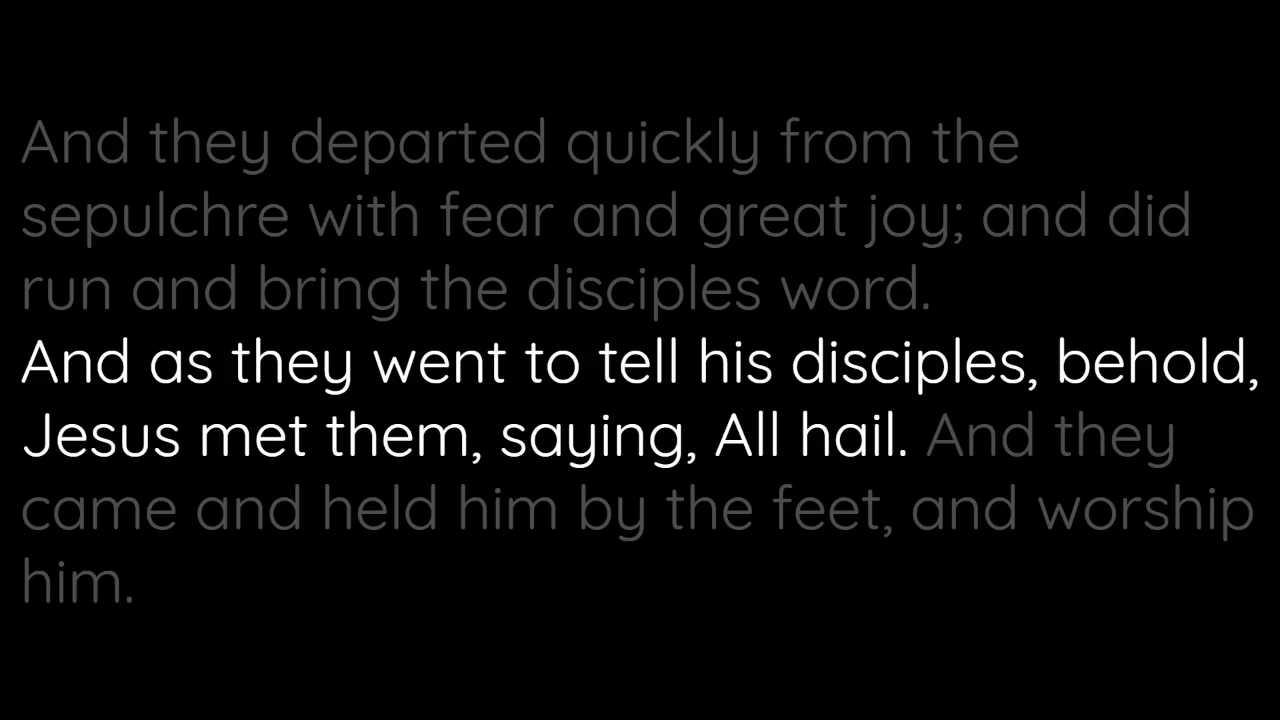 And they departed quickly from the
sepulchre with fear and great joy; and did
run and bring the disciples word.
And as they went to tell his disciples, behold,
Jesus met them, saying, All hail. And they
came and held him by the feet, and worship
him.